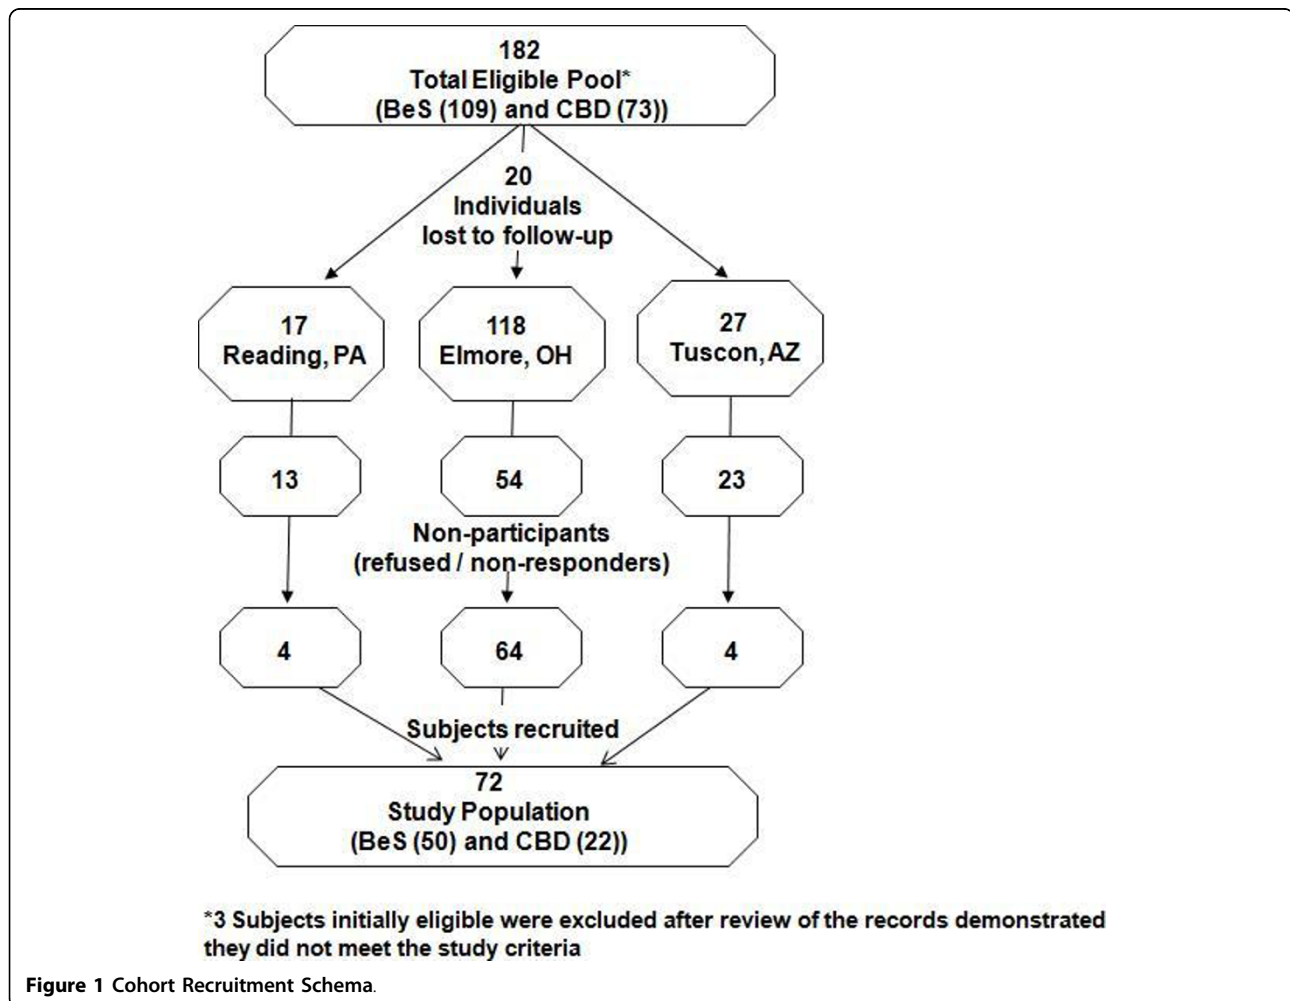 182
Total Eligible Pool*
(BeS (109) and CBD (73))
20
Individuals
lost to follow-up
17
Reading, PA
118
Elmore, OH
27
Tuscon, AZ
13
54
23
Non-participants
(refused / non-responders)
4
64
4
Subjects recruited
72
Study Population
(BeS (50) and CBD (22))
*3 Subjects initially eligible were excluded after review of the records demonstrated
they did not meet the study criteria
Figure 1 Cohort Recruitment Schema.